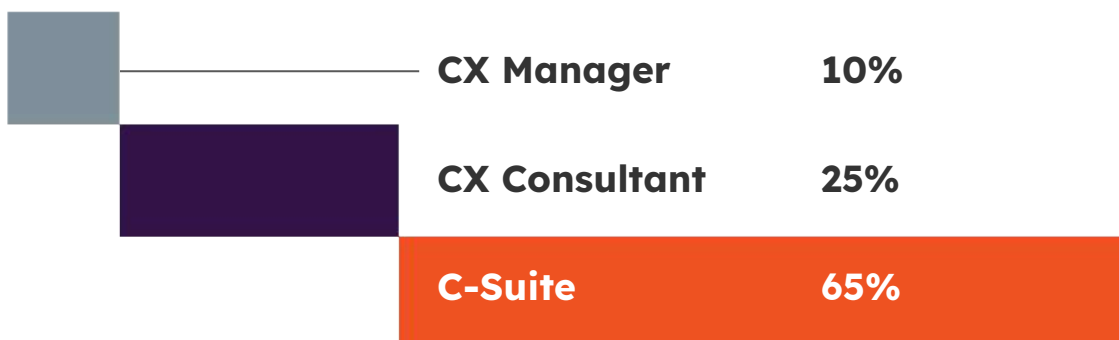 CX Manager 10%
CX Consultant 25%
C-Suite 65%